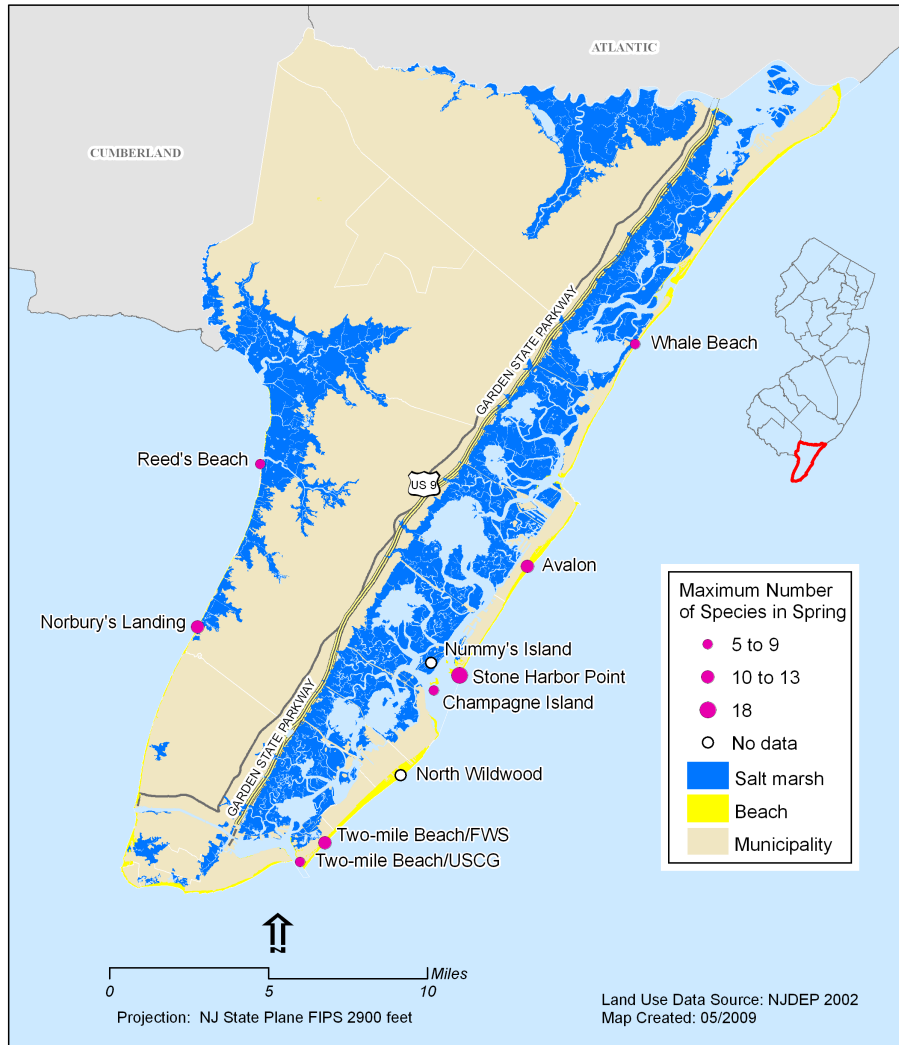 ATLANTIC
CUMBERLAND
GARDEN STATE PARKWAY
Whale Beach
Reed's Beach
US 9
Avalon
Norbury's Landing
Nummy's Island
Stone Harbor Point
Champagne Island
GARDEN STATE PARKWAY
North Wildwood
Two-mile Beach/FWS
Two-mile Beach/USCG
Maximum Number
of Species in Spring
5 to 9
10 to 13
18
No data
Salt marsh
Beach
Municipality
N
Miles
0 5 10
Projection: NJ State Plane FIPS 2900 feet
Land Use Data Source: NJDEP 2002
Map Created: 05/2009